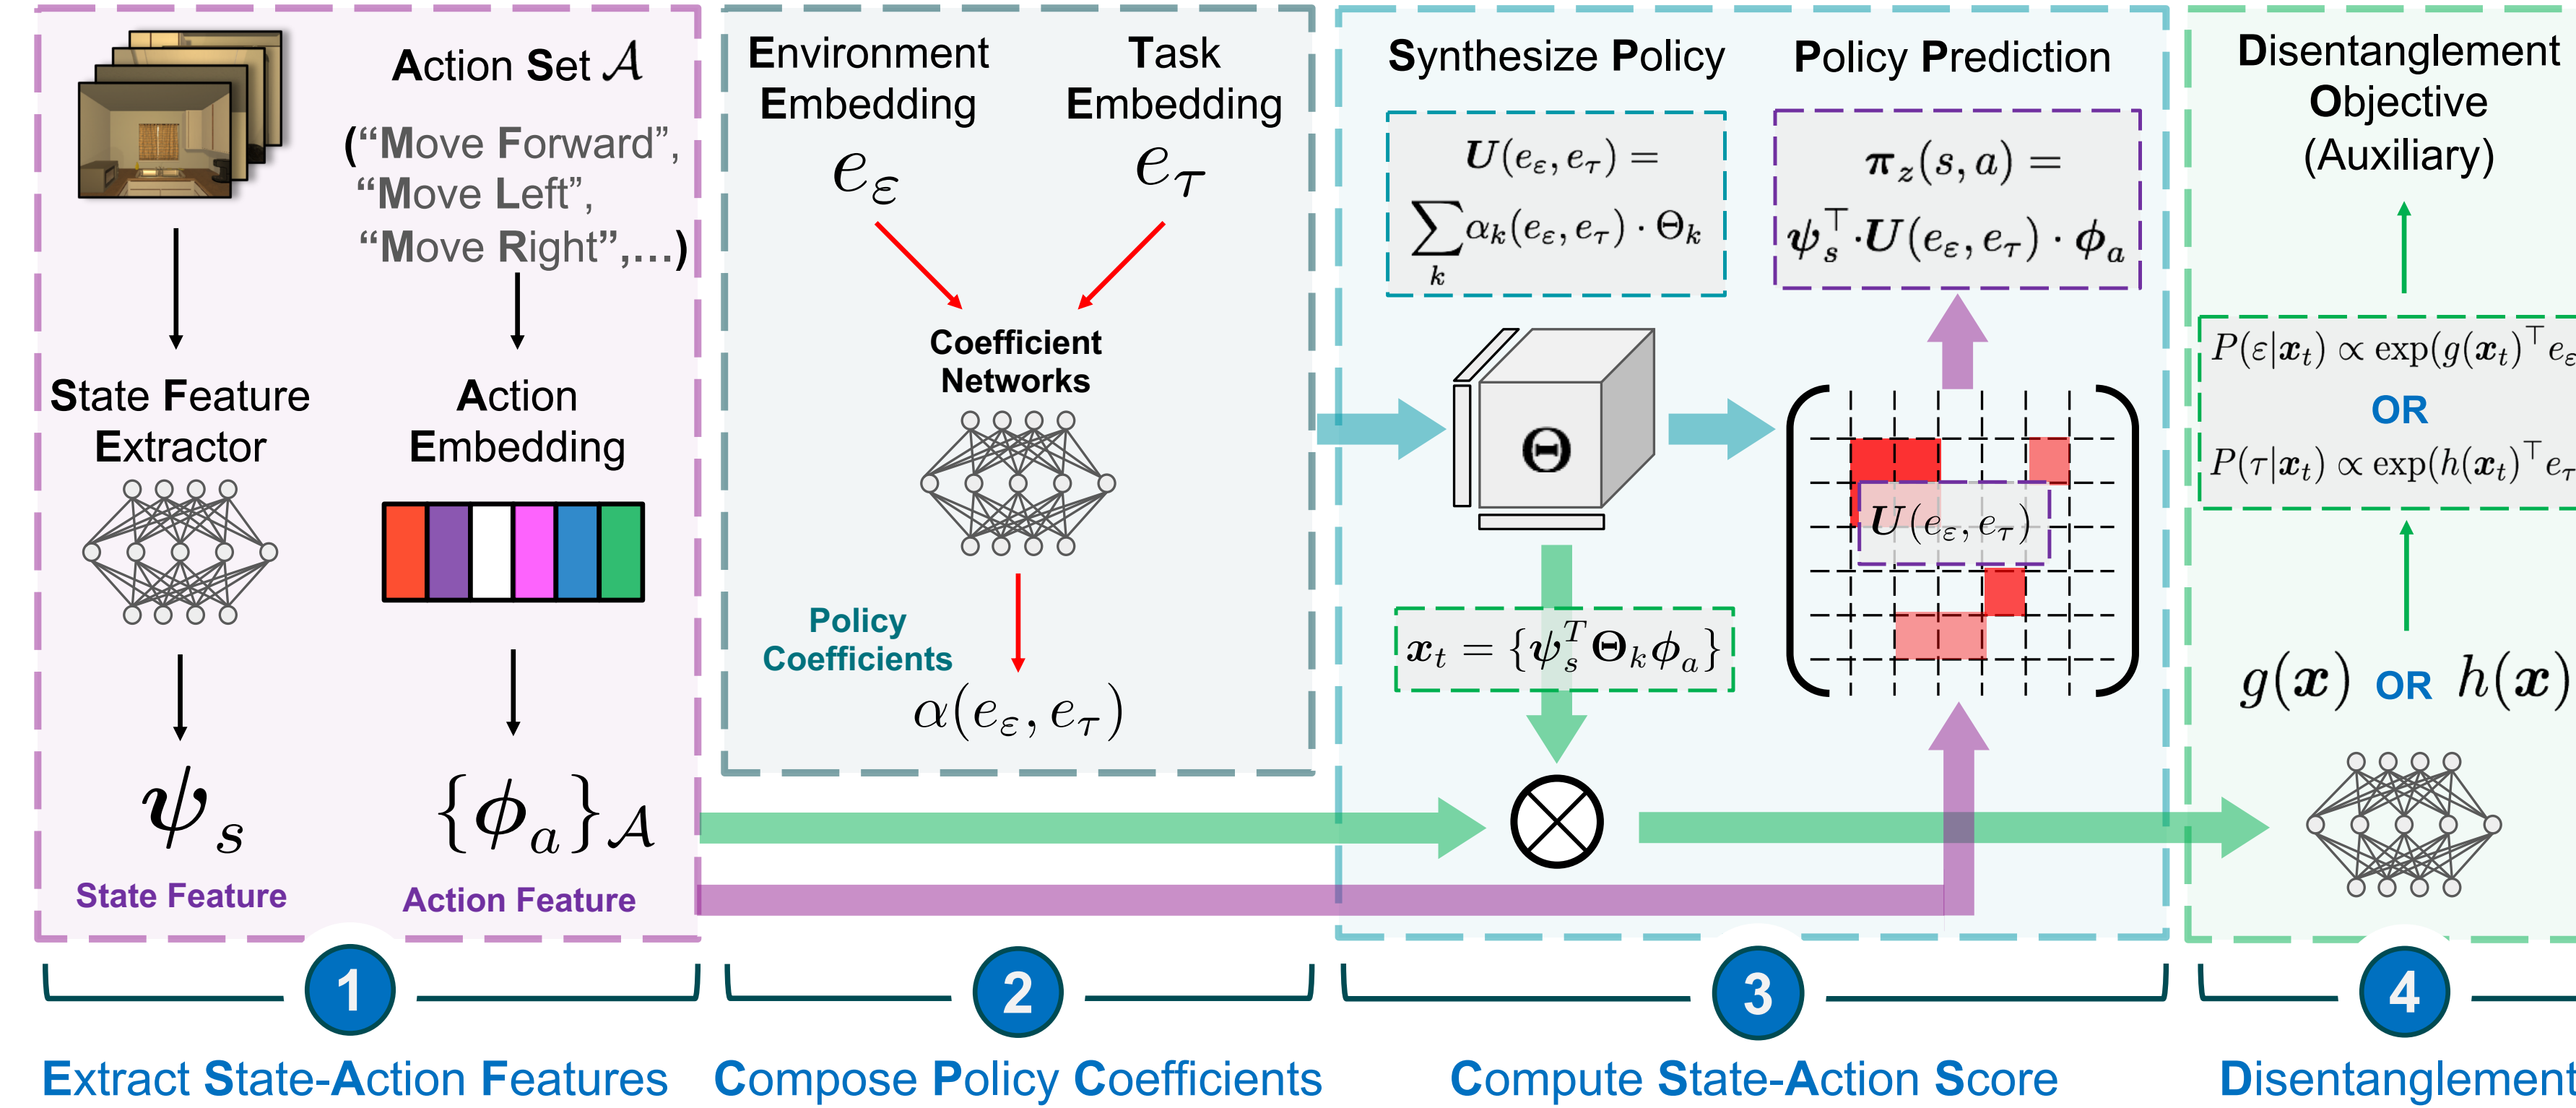 Action Set 𝒜
(“Move Forward”,
“Move Left”,
“Move Right”,…)
State Feature
Extractor
Action
Embedding
ψ_s
{ϕ_a}_𝒜
State Feature
Action Feature
1
Extract State-Action Features
Environment
Embedding
e_ε
Task
Embedding
e_τ
Coefficient
Networks
Policy
Coefficients
α(e_ε, e_τ)
2
Compose Policy Coefficients
Synthesize Policy
U(e_ε, e_τ) =
∑_k α_k(e_ε, e_τ) · Θ_k
Policy Prediction
π_z(s, a) =
ψ_s^⊤·U(e_ε, e_τ) · ϕ_a
Θ
U(e_ε, e_τ)
x_t = {ψ_s^T Θ_k ϕ_a}
3
Compute State-Action Score
Disentanglement
Objective
(Auxiliary)
P(ε|x_t) ∝ exp(g(x_t)^⊤ e_ε
OR
P(τ|x_t) ∝ exp(h(x_t)^⊤ e_τ
g(x) OR h(x)
4
Disentanglement